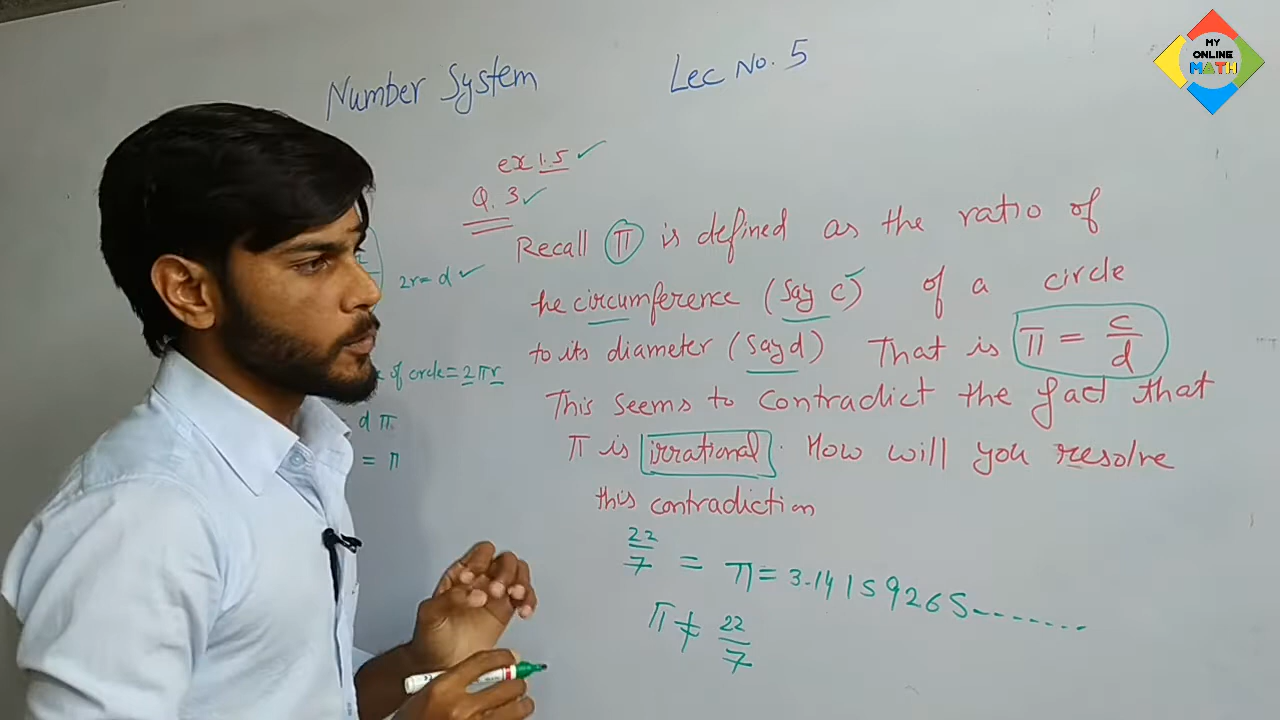 Number System Lec No. 5
MY
ONLINE
MATH
ex 1.5
Q. 3
Recall π is defined as the ratio of
he circumference (Say c) of a circle
to its diameter (Say d) That is π = c/d
This seems to contradict the fact that
π is irrational. How will you resolve
this contradiction
22/7 = π = 3.14159265-------
π ≠ 22/7
2r = d
of circle = 2πr
d π
= π